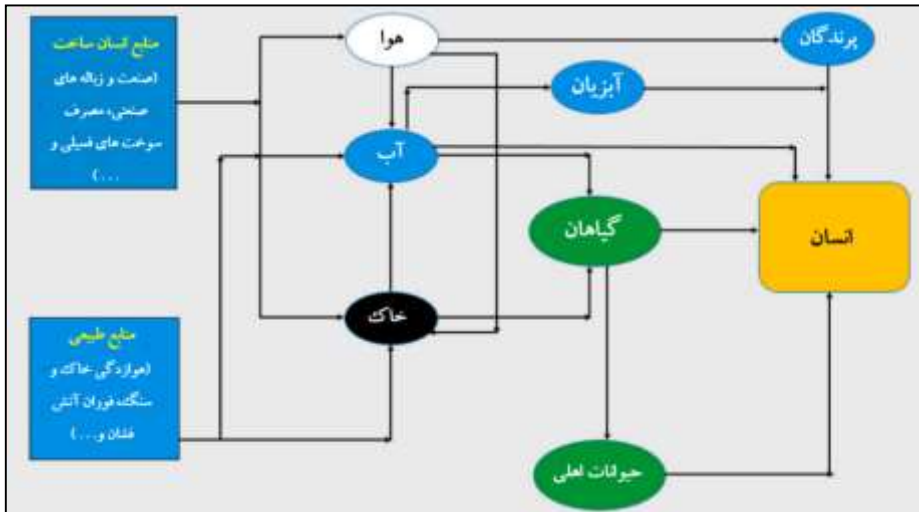 منابع انسان ساخت
(صنعت و زباله های
صنعتی، مصرف
سوخت های فسیلی و
...)
هوا
پرندگان
آبزیان
آب
گیاهان
انسان
خاک
منابع طبیعی
(هوازدگی خاک و
سنگ، فوران آتش
فشان و...)
حیوانات اهلی